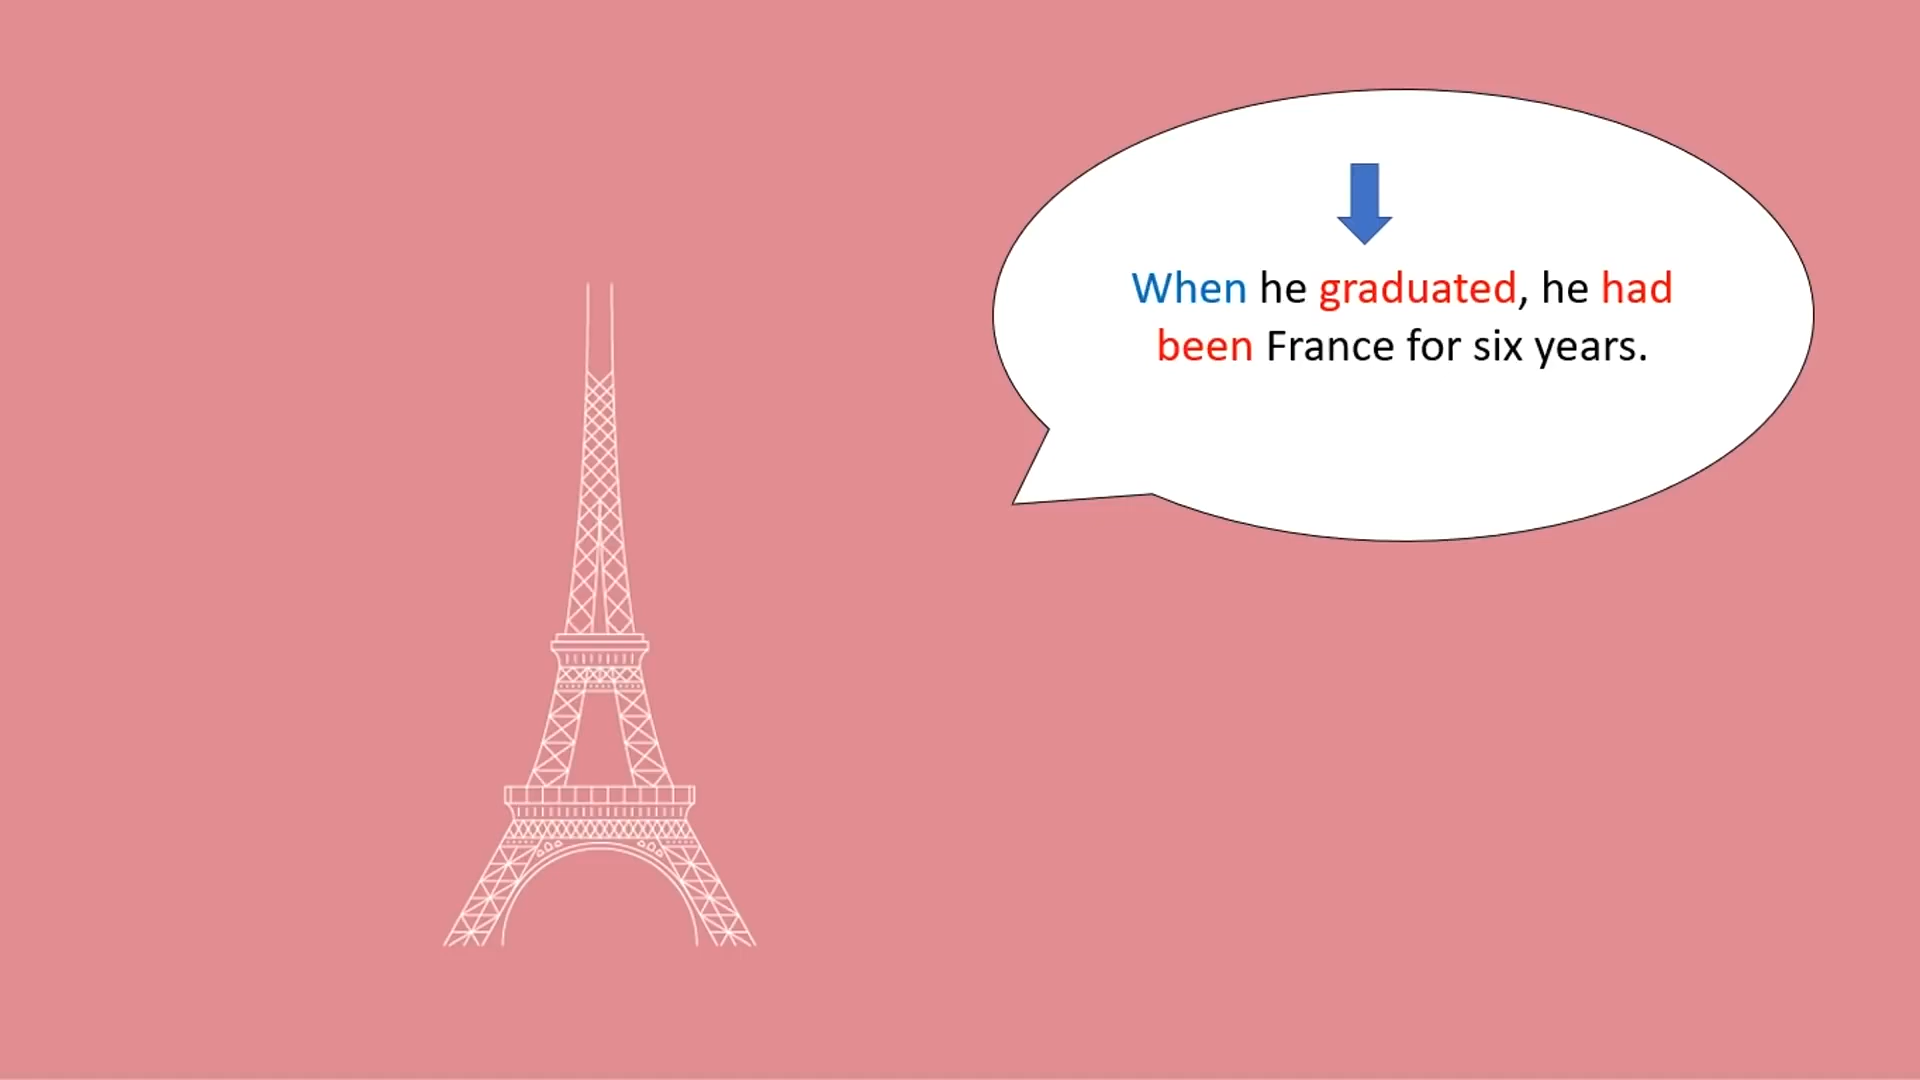 When he graduated, he had
been France for six years.